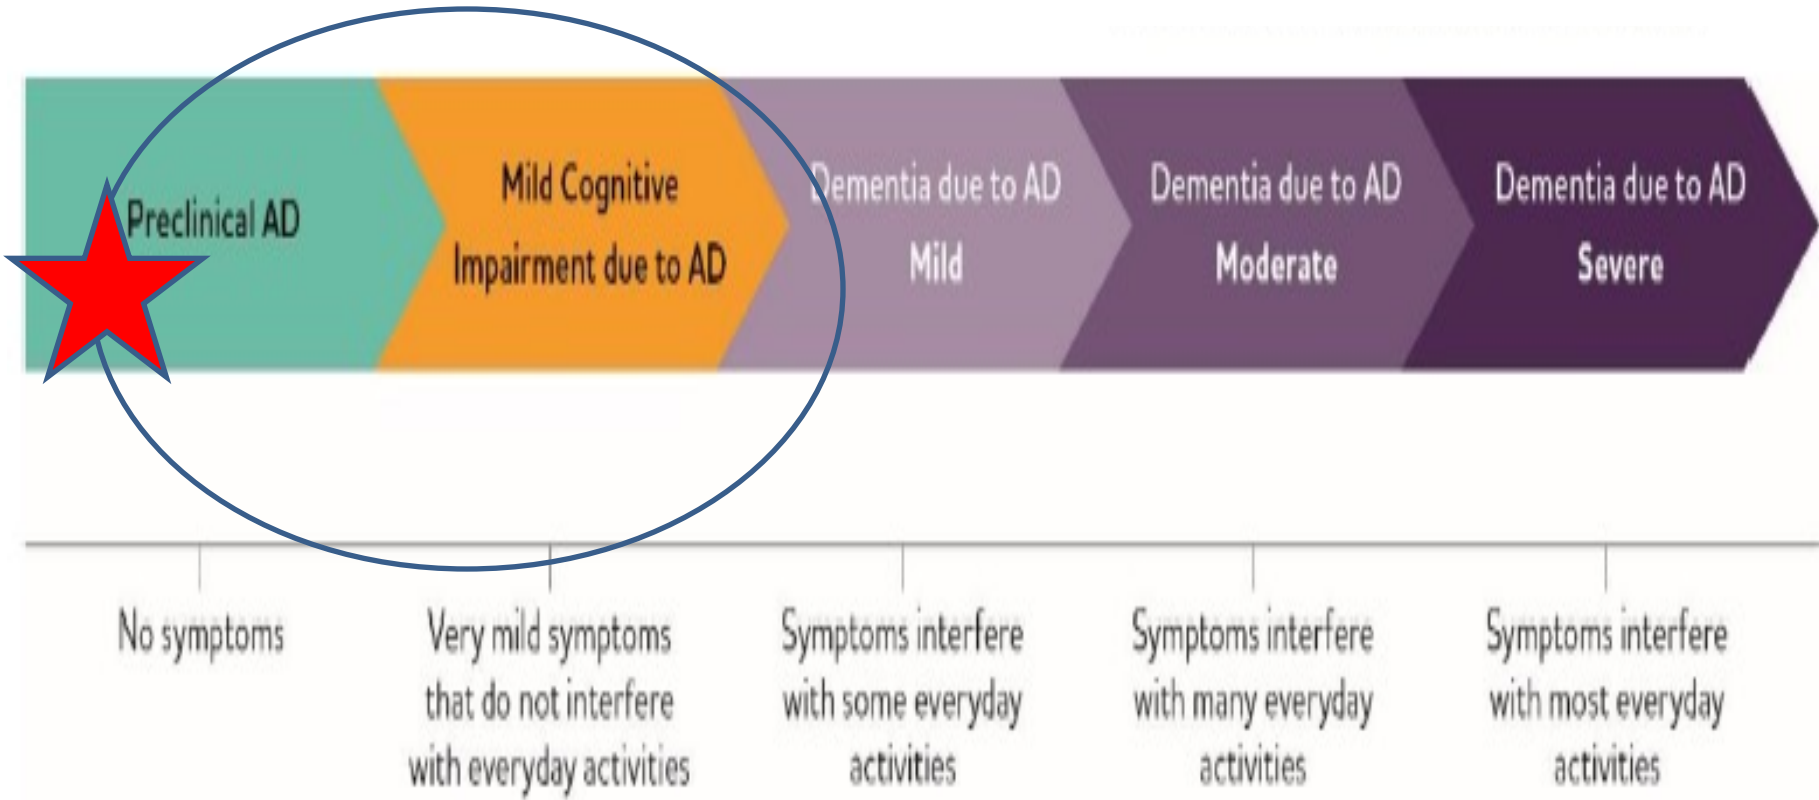 Preclinical AD
Mild Cognitive
Impairment due to AD
Dementia due to AD
Mild
Dementia due to AD
Moderate
Dementia due to AD
Severe
No symptoms
Very mild symptoms
that do not interfere
with everyday activities
Symptoms interfere
with some everyday
activities
Symptoms interfere
with many everyday
activities
Symptoms interfere
with most everyday
activities